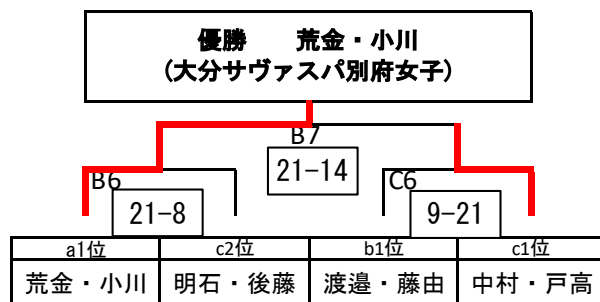 優勝　　荒金・小川
(大分サヴァスパ別府女子)
B7
21-14
B6
C6
21-8
9-21
a1位 c2位 b1位 c1位
荒金・小川 明石・後藤 渡邉・藤由 中村・戸高